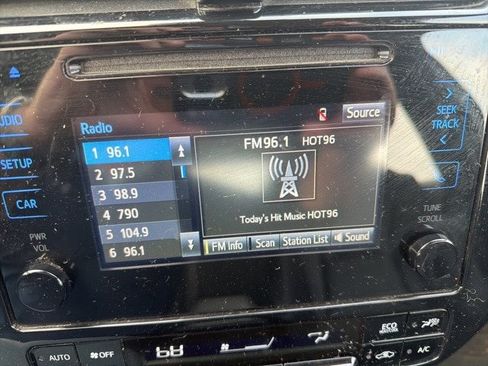 Radio
Source
1 96.1
2 97.5
3 98.9
4 790
5 104.9
6 96.1
FM96.1 HOT96
Today's Hit Music HOT96
FM Info
Scan
Station List
Sound
AUDIO
SETUP
CAR
PWR
VOL
SEEK
TRACK
TUNE
SCROLL
AUTO
OFF
68
ECO
A/C